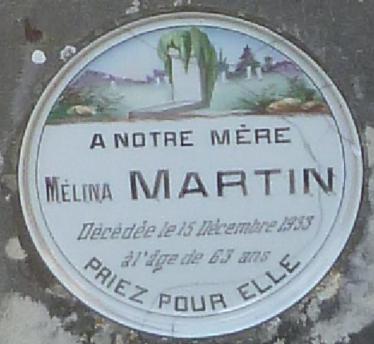 A NOTRE MÈRE
MÉLINA MARTIN
Décédée le 15 Décembre 1933
à l'âge de 63 ans
PRIEZ POUR ELLE